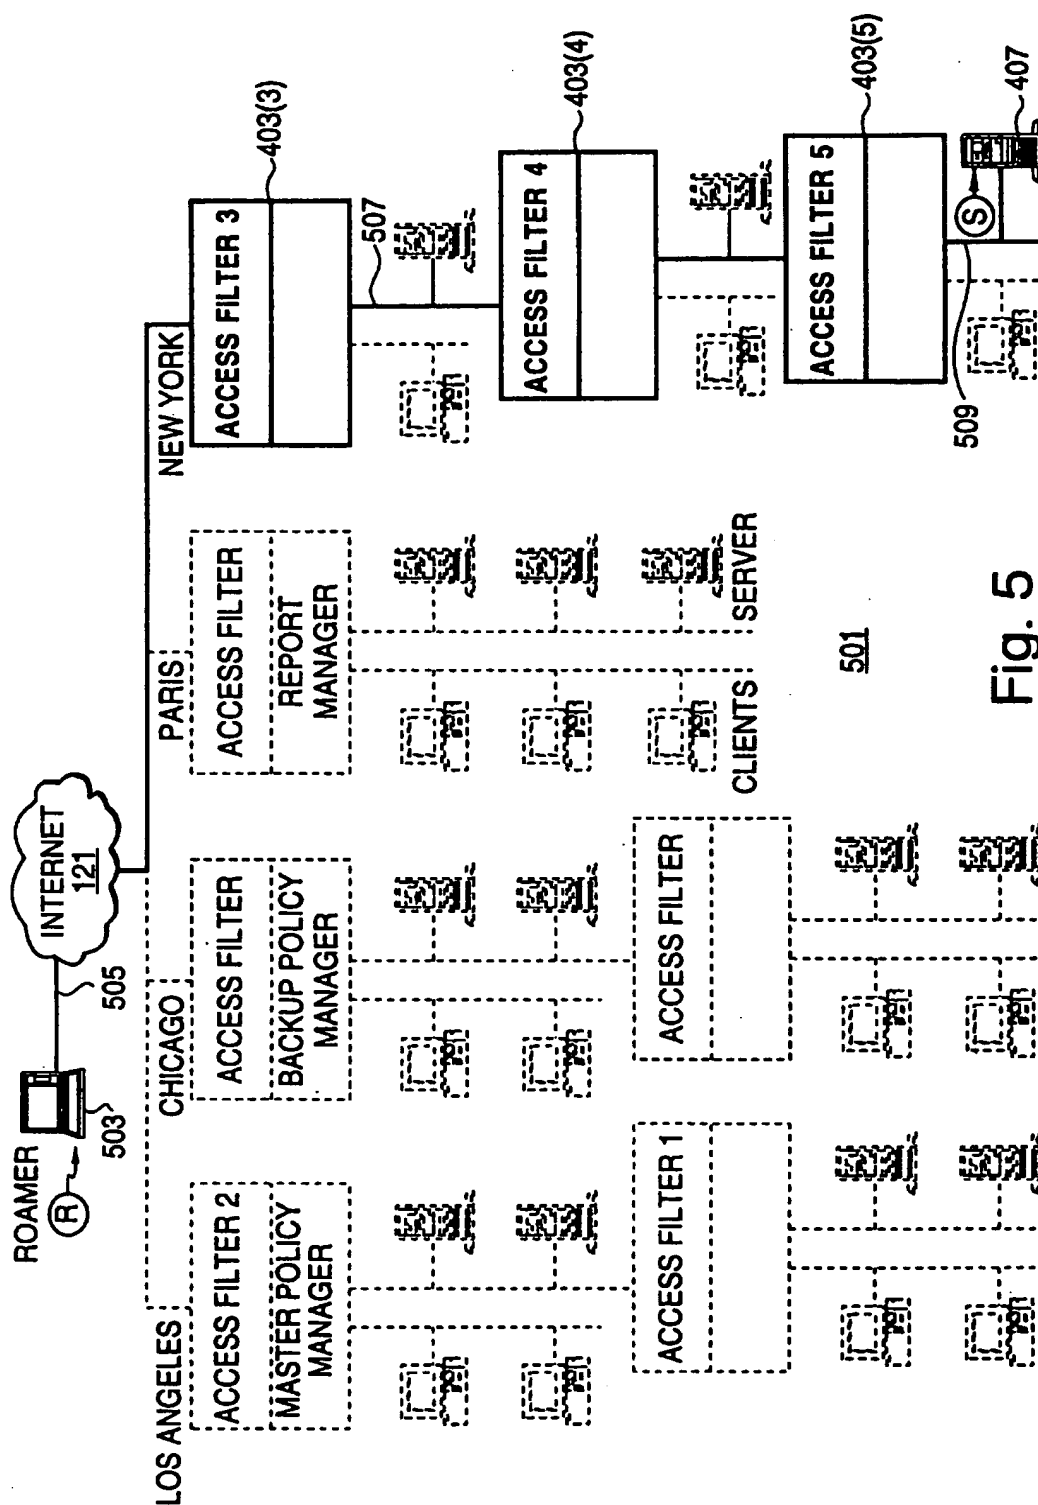 ROAMER
R
503
505
INTERNET
121
LOS ANGELES
CHICAGO
PARIS
NEW YORK
ACCESS FILTER 2
MASTER POLICY
MANAGER
ACCESS FILTER
BACKUP POLICY
MANAGER
ACCESS FILTER
REPORT
MANAGER
ACCESS FILTER 3
403(3)
507
ACCESS FILTER 4
403(4)
ACCESS FILTER 1
ACCESS FILTER
CLIENTS
SERVER
ACCESS FILTER 5
403(5)
509
S
407
501
Fig. 5